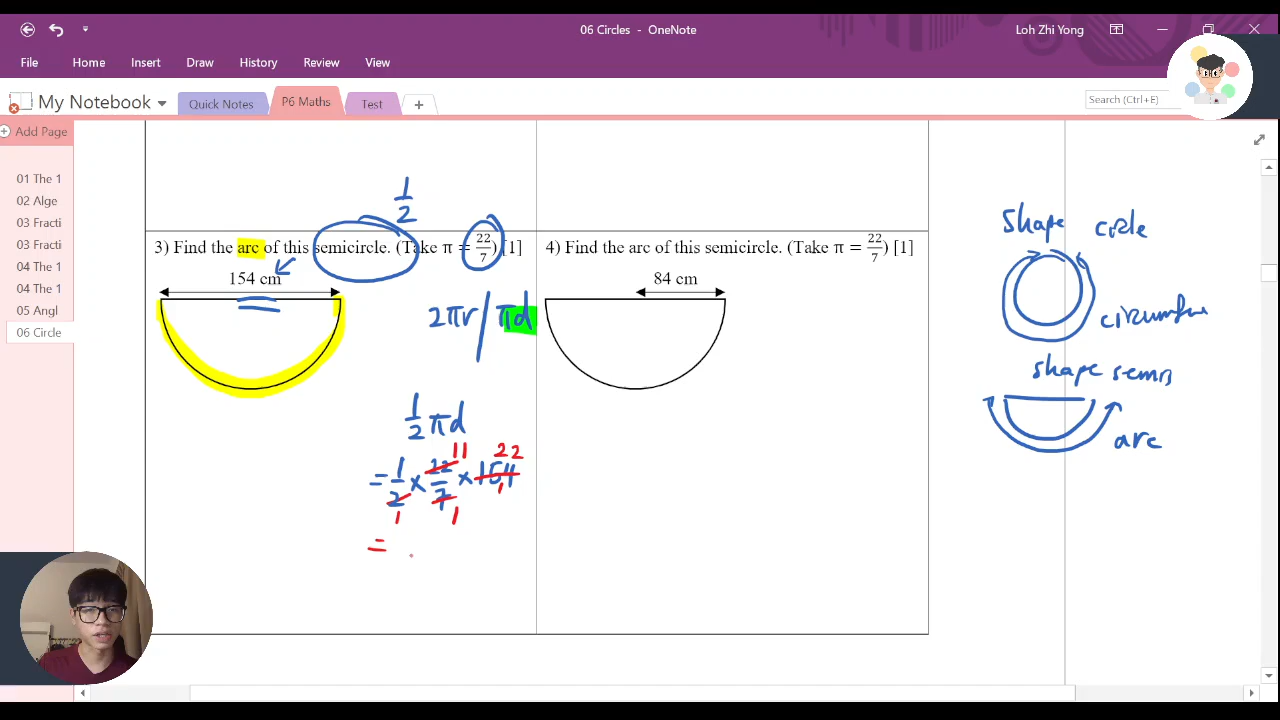 06 Circles - OneNote
Loh Zhi Yong
File Home Insert Draw History Review View
My Notebook
Quick Notes
P6 Maths
Test
+
Search (Ctrl+E)
Add Page
01 The 1
02 Alge
03 Fracti
03 Fracti
04 The 1
04 The 1
05 Angl
06 Circle
1/2
3) Find the arc of this semicircle. (Take π = 22/7) [1]
154 cm
2πr / πd
1/2 πd
= 1/2 × 22/7 × 154
11 22
1 1 1
=
4) Find the arc of this semicircle. (Take π = 22/7) [1]
84 cm
Shape circle
shape
arc